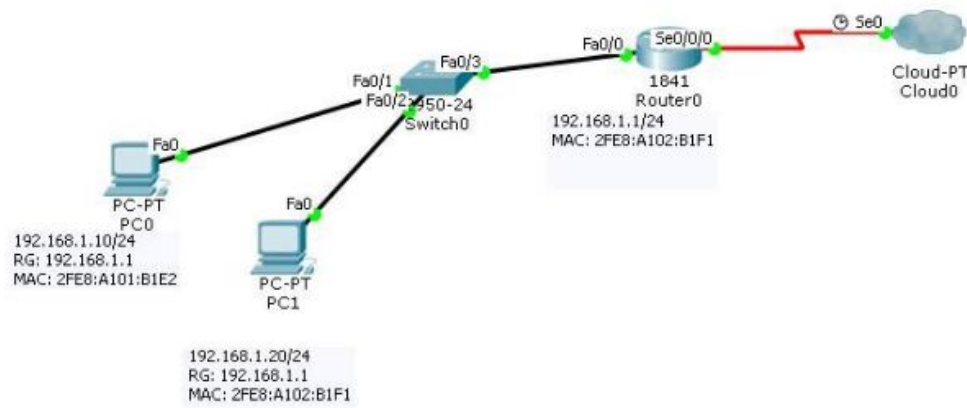 Se0
Cloud-PT
Cloud0
Fa0/0
Se0/0/0
1841
Router0
192.168.1.1/24
MAC: 2FE8:A102:B1F1
Fa0/3
Fa0/1
Fa0/2
950-24
Switch0
Fa0
PC-PT
PC0
192.168.1.10/24
RG: 192.168.1.1
MAC: 2FE8:A101:B1E2
Fa0
PC-PT
PC1
192.168.1.20/24
RG: 192.168.1.1
MAC: 2FE8:A102:B1F1